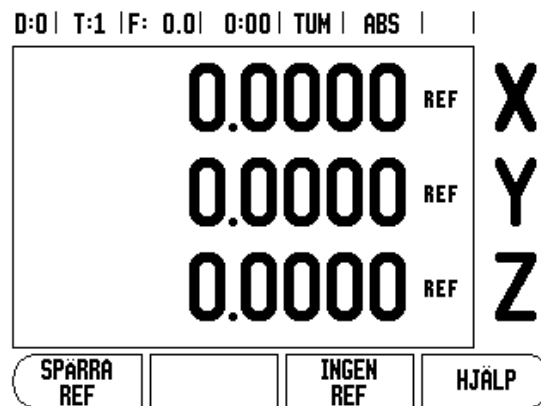 D:0 | T:1 | F: 0.0 | 0:00 | TUM | ABS | |
0.0000 REF X
0.0000 REF Y
0.0000 REF Z
SPÄRRA REF
INGEN REF
HJÄLP